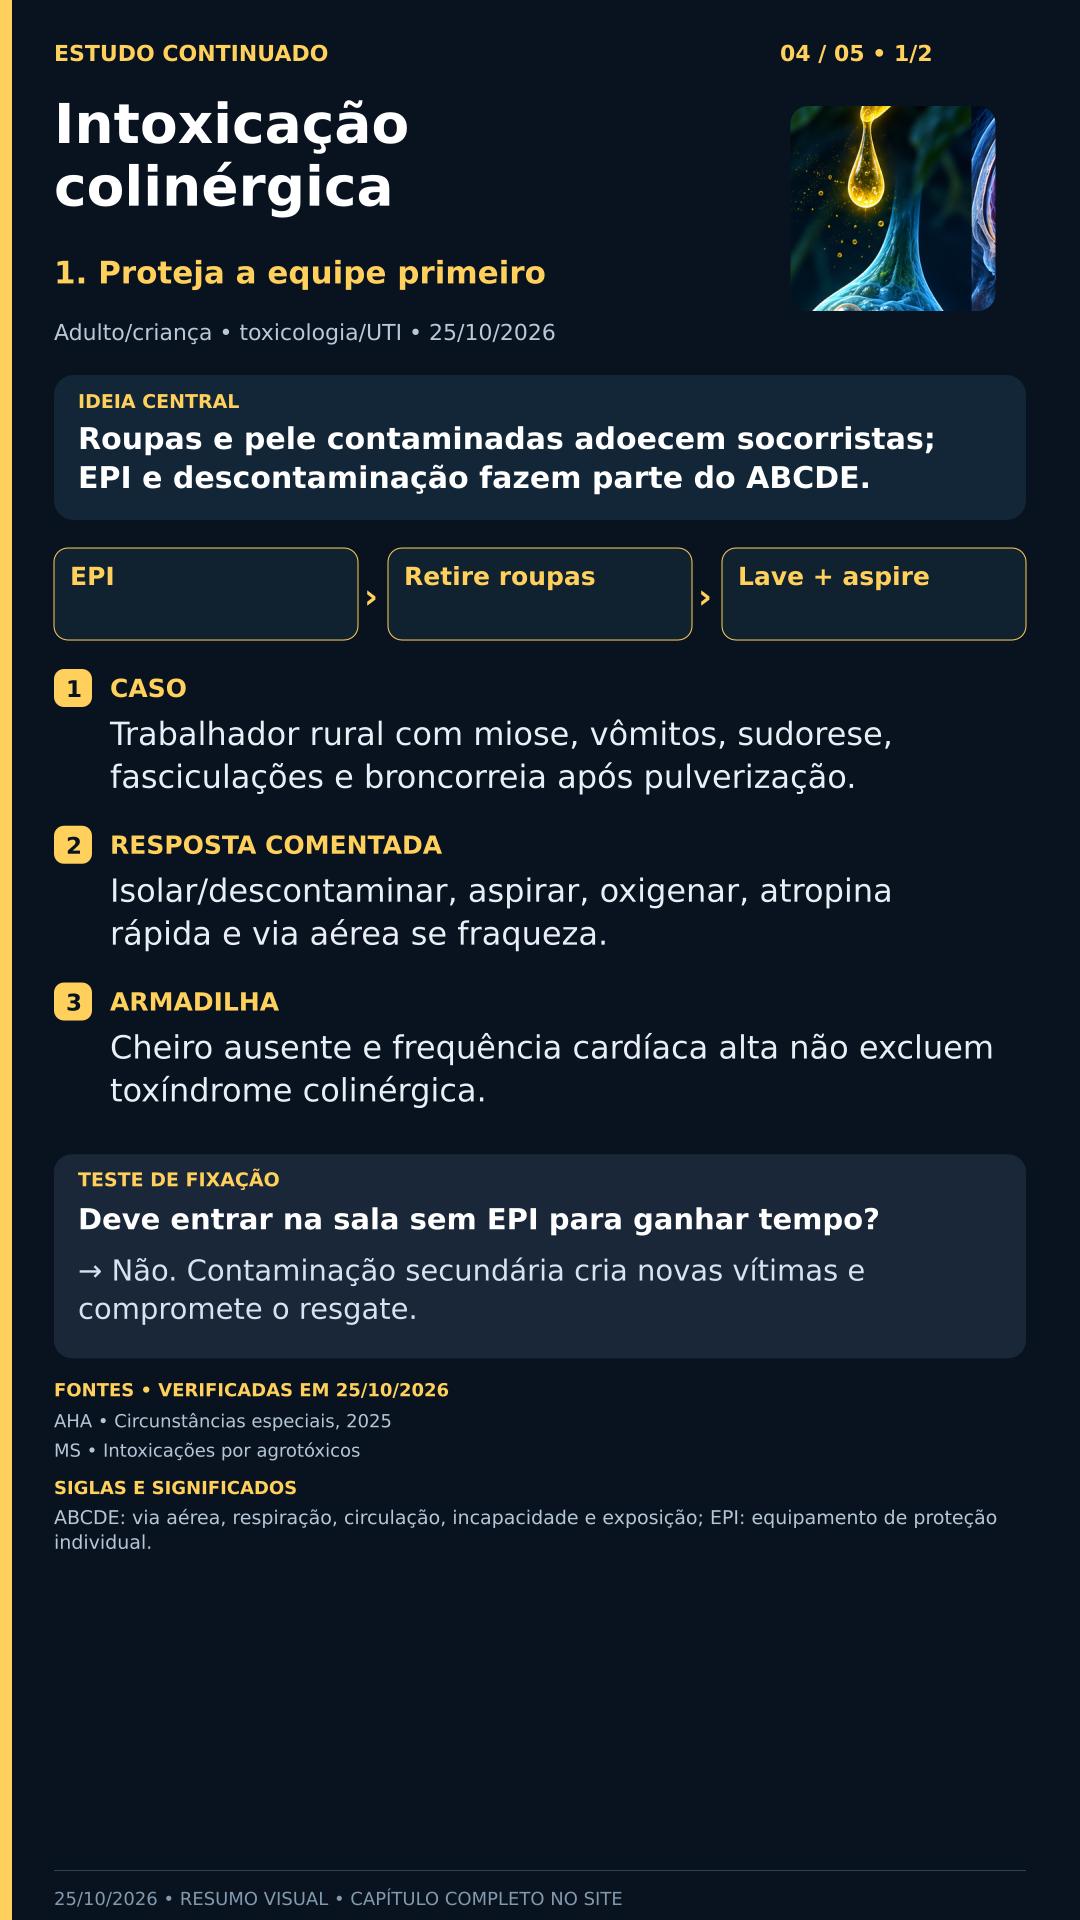 ESTUDO CONTINUADO
04 / 05 • 1/2
Intoxicação
colinérgica
1. Proteja a equipe primeiro
Adulto/criança • toxicologia/UTI • 25/10/2026
IDEIA CENTRAL
Roupas e pele contaminadas adoecem socorristas;
EPI e descontaminação fazem parte do ABCDE.
EPI
›
Retire roupas
›
Lave + aspire
1 CASO
Trabalhador rural com miose, vômitos, sudorese,
fasciculações e broncorreia após pulverização.
2 RESPOSTA COMENTADA
Isolar/descontaminar, aspirar, oxigenar, atropina
rápida e via aérea se fraqueza.
3 ARMADILHA
Cheiro ausente e frequência cardíaca alta não excluem
toxíndrome colinérgica.
TESTE DE FIXAÇÃO
Deve entrar na sala sem EPI para ganhar tempo?
→ Não. Contaminação secundária cria novas vítimas e
compromete o resgate.
FONTES • VERIFICADAS EM 25/10/2026
AHA • Circunstâncias especiais, 2025
MS • Intoxicações por agrotóxicos
SIGLAS E SIGNIFICADOS
ABCDE: via aérea, respiração, circulação, incapacidade e exposição; EPI: equipamento de proteção
individual.
25/10/2026 • RESUMO VISUAL • CAPÍTULO COMPLETO NO SITE